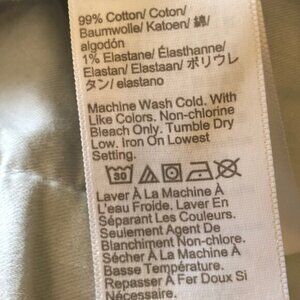 99% Cotton/ Coton/
Baumwolle/ Katoen/ 綿/
algodón
1% Elastane/ Élasthanne/
Elastan/ Elastaan/ ポリウレ
タン/ elastano
Machine Wash Cold. With
Like Colors. Non-chlorine
Bleach Only. Tumble Dry
Low. Iron On Lowest
Setting.
30
Laver À La Machine À
L'eau Froide. Laver En
Séparant Les Couleurs.
Seulement Agent De
Blanchiment Non-chlore.
Sécher À La Machine À
Basse Température.
Repasser À Fer Doux Si
Nécessaire.